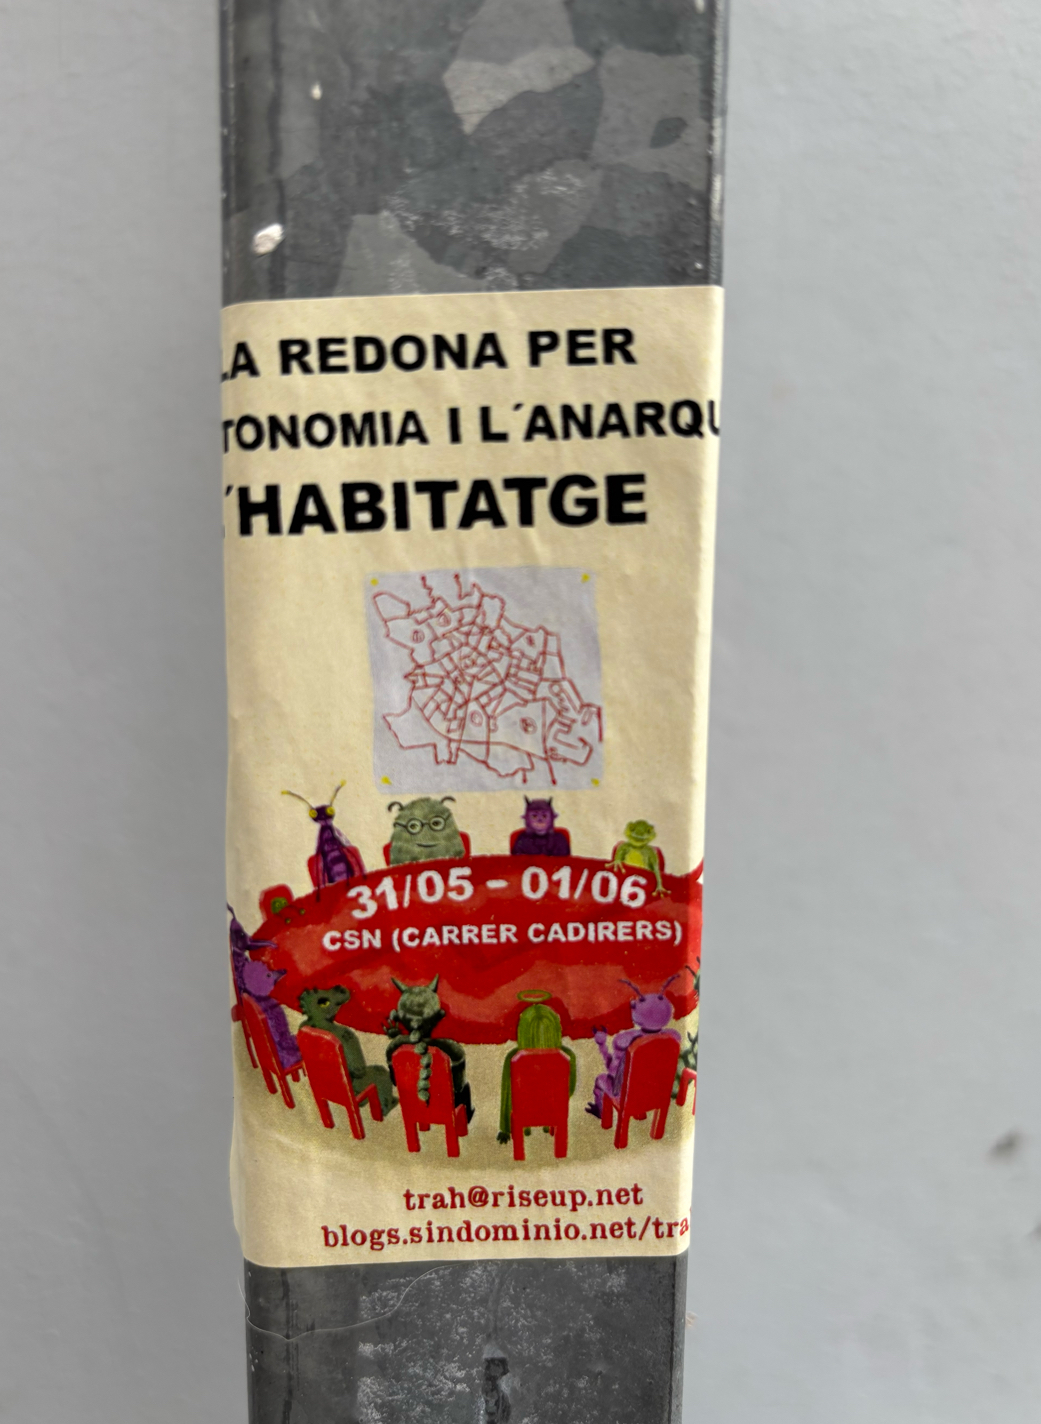 LA REDONA PER
TONOMIA I L´ANARQU
´HABITATGE
31/05 - 01/06
CSN (CARRER CADIRERS)
trah@riseup.net
blogs.sindominio.net/tra